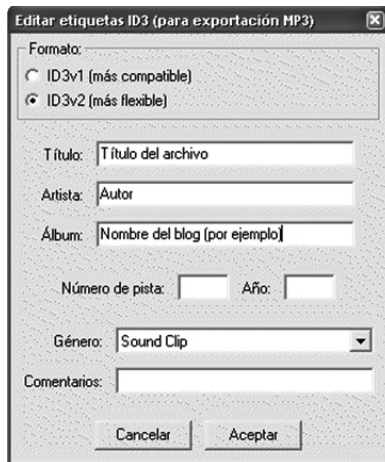 Editar etiquetas ID3 (para exportación MP3)
Formato:
ID3v1 (más compatible)
ID3v2 (más flexible)
Título: Título del archivo
Artista: Autor
Álbum: Nombre del blog (por ejemplo)
Número de pista: Año:
Género: Sound Clip
Comentarios:
Cancelar Aceptar